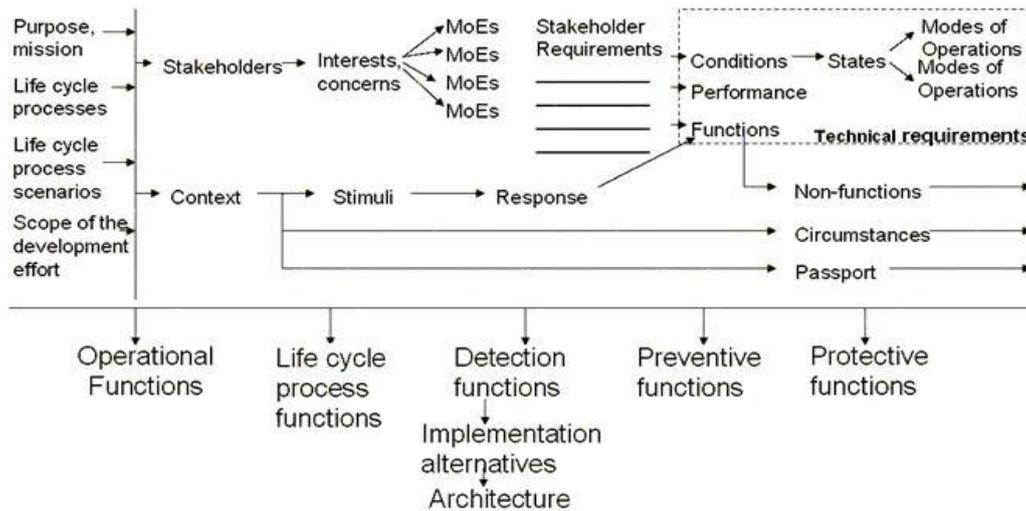 Purpose,
mission
Life cycle
processes
Life cycle
process
scenarios
Scope of the
development
effort
Stakeholders
Interests,
concerns
MoEs
MoEs
MoEs
MoEs
Stakeholder
Requirements
Conditions
Performance
Functions
States
Modes of
Operations
Modes of
Operations
Technical requirements
Context
Stimuli
Response
Non-functions
Circumstances
Passport
Operational
Functions
Life cycle
process
functions
Detection
functions
Preventive
functions
Protective
functions
Implementation
alternatives
Architecture